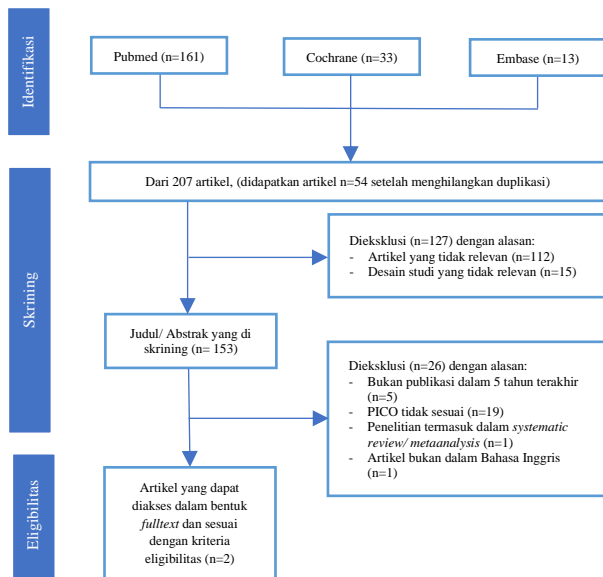 Identifikasi
Pubmed (n=161)
Cochrane (n=33)
Embase (n=13)
Skrining
Dari 207 artikel, (didapatkan artikel n=54 setelah menghilangkan duplikasi)
Dieksklusi (n=127) dengan alasan:
- Artikel yang tidak relevan (n=112)
- Desain studi yang tidak relevan (n=15)
Judul/ Abstrak yang di
skrining (n= 153)
Dieksklusi (n=26) dengan alasan:
- Bukan publikasi dalam 5 tahun terakhir
(n=5)
- PICO tidak sesuai (n=19)
- Penelitian termasuk dalam systematic
review/ metaanalysis (n=1)
- Artikel bukan dalam Bahasa Inggris
(n=1)
Eligibilitas
Artikel yang dapat
diakses dalam bentuk
fulltext dan sesuai
dengan kriteria
eligibilitas (n=2)